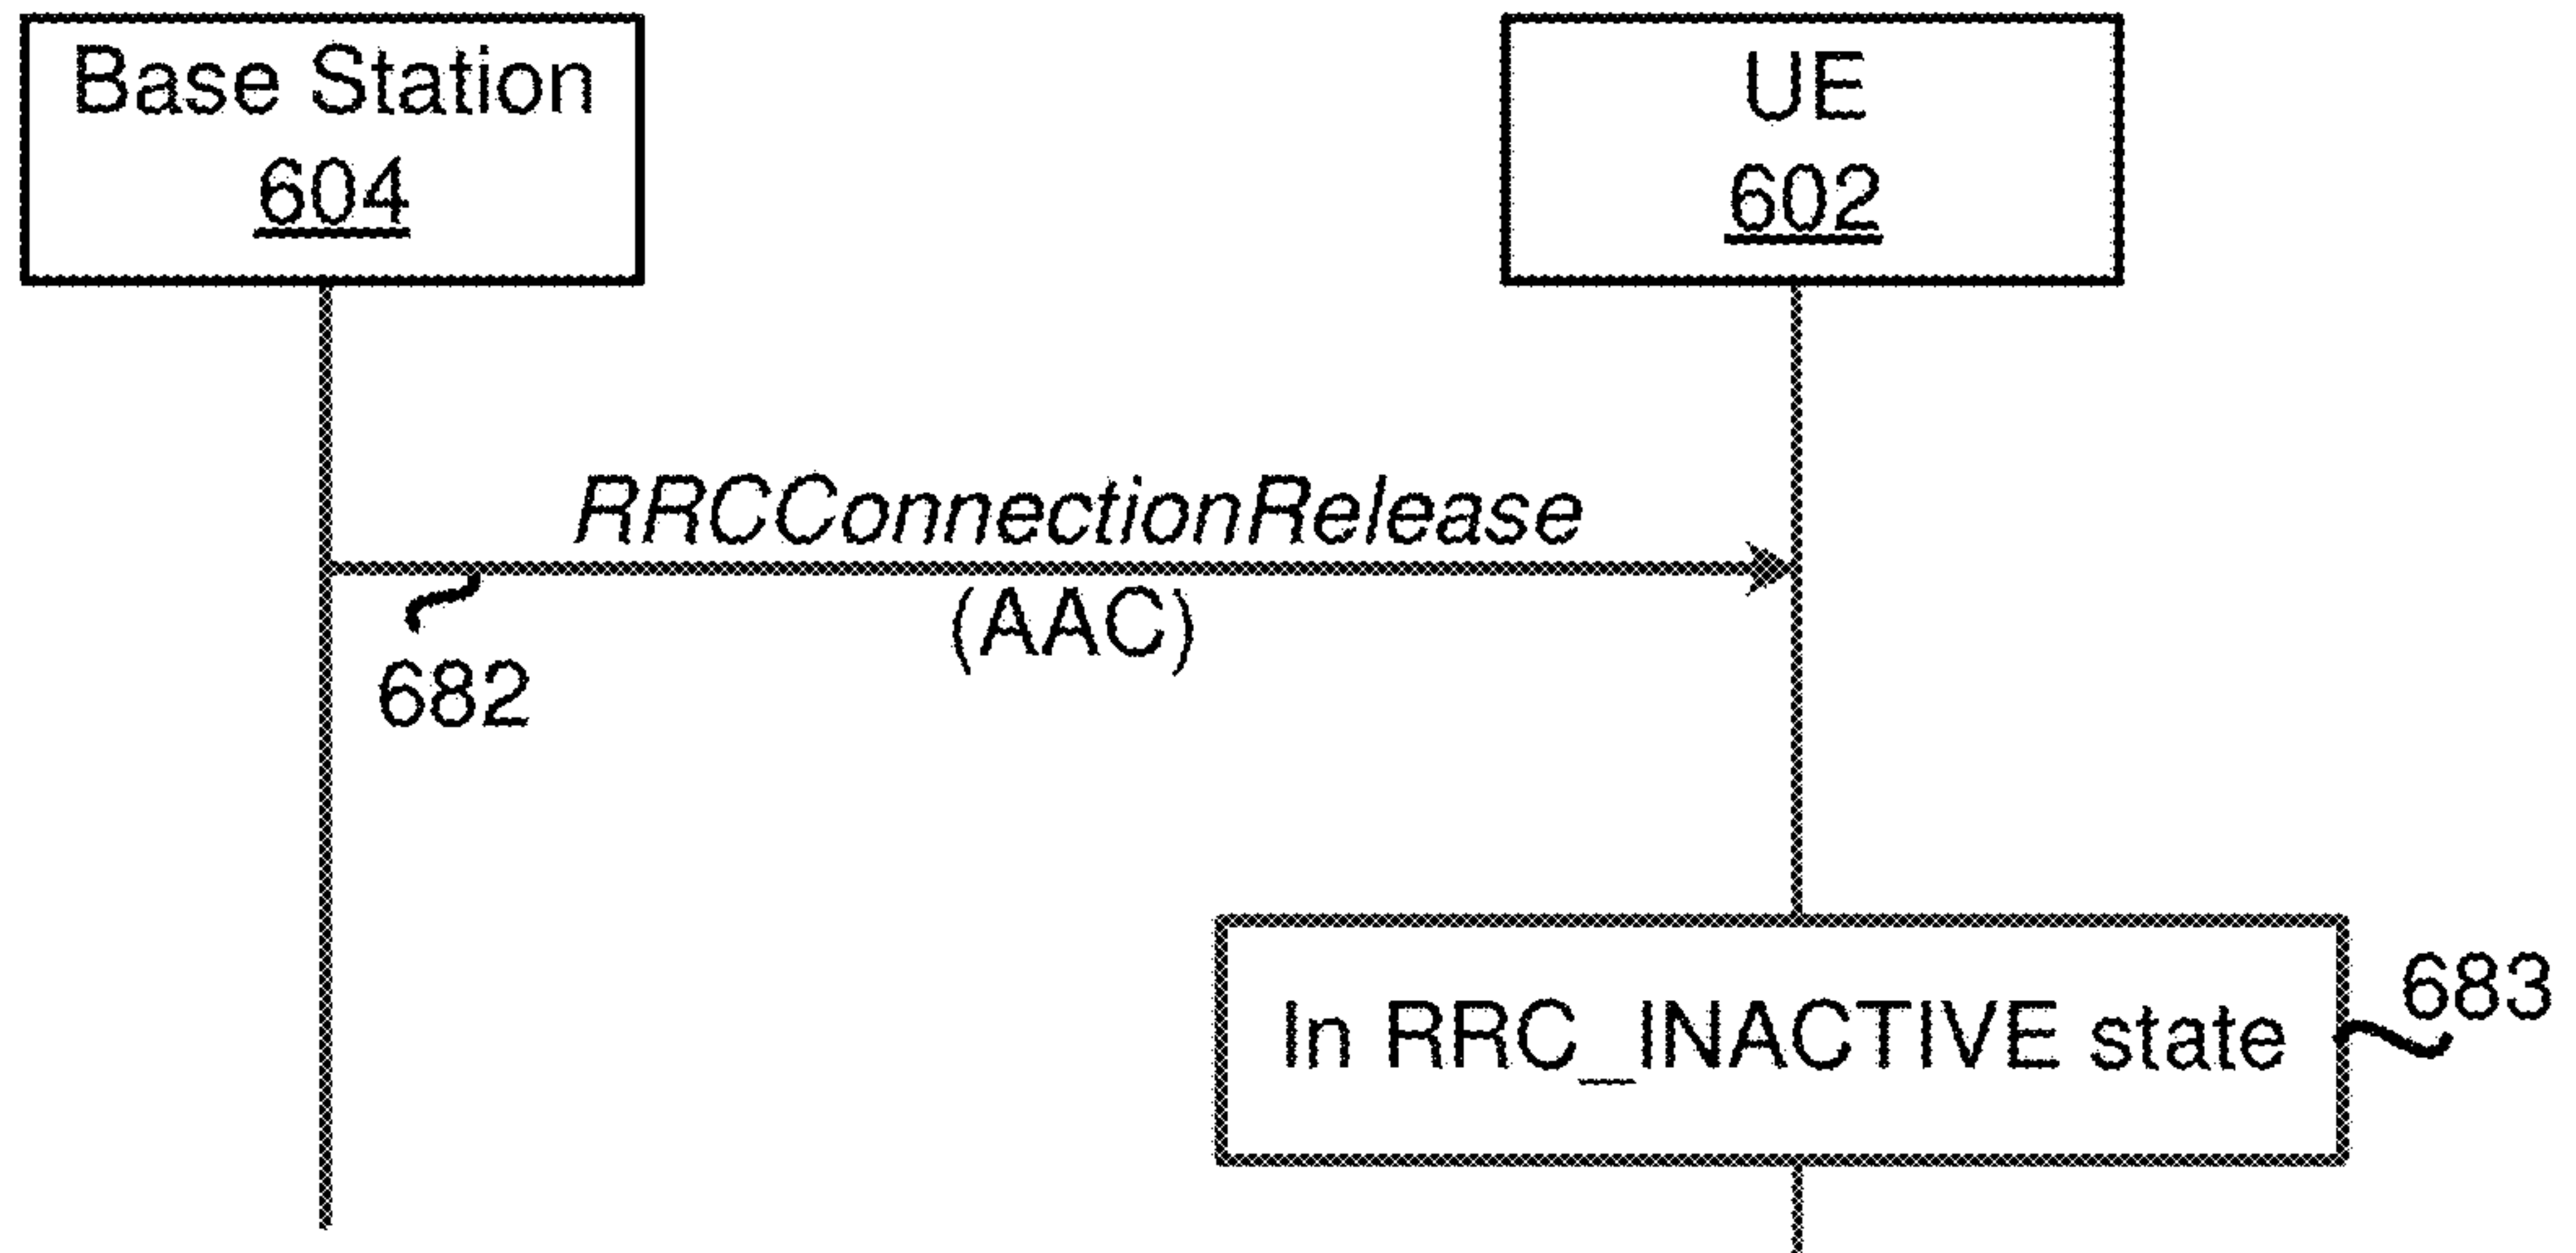 Base Station
604
UE
602
RRCConnectionRelease
(AAC)
682
In RRC_INACTIVE state
683